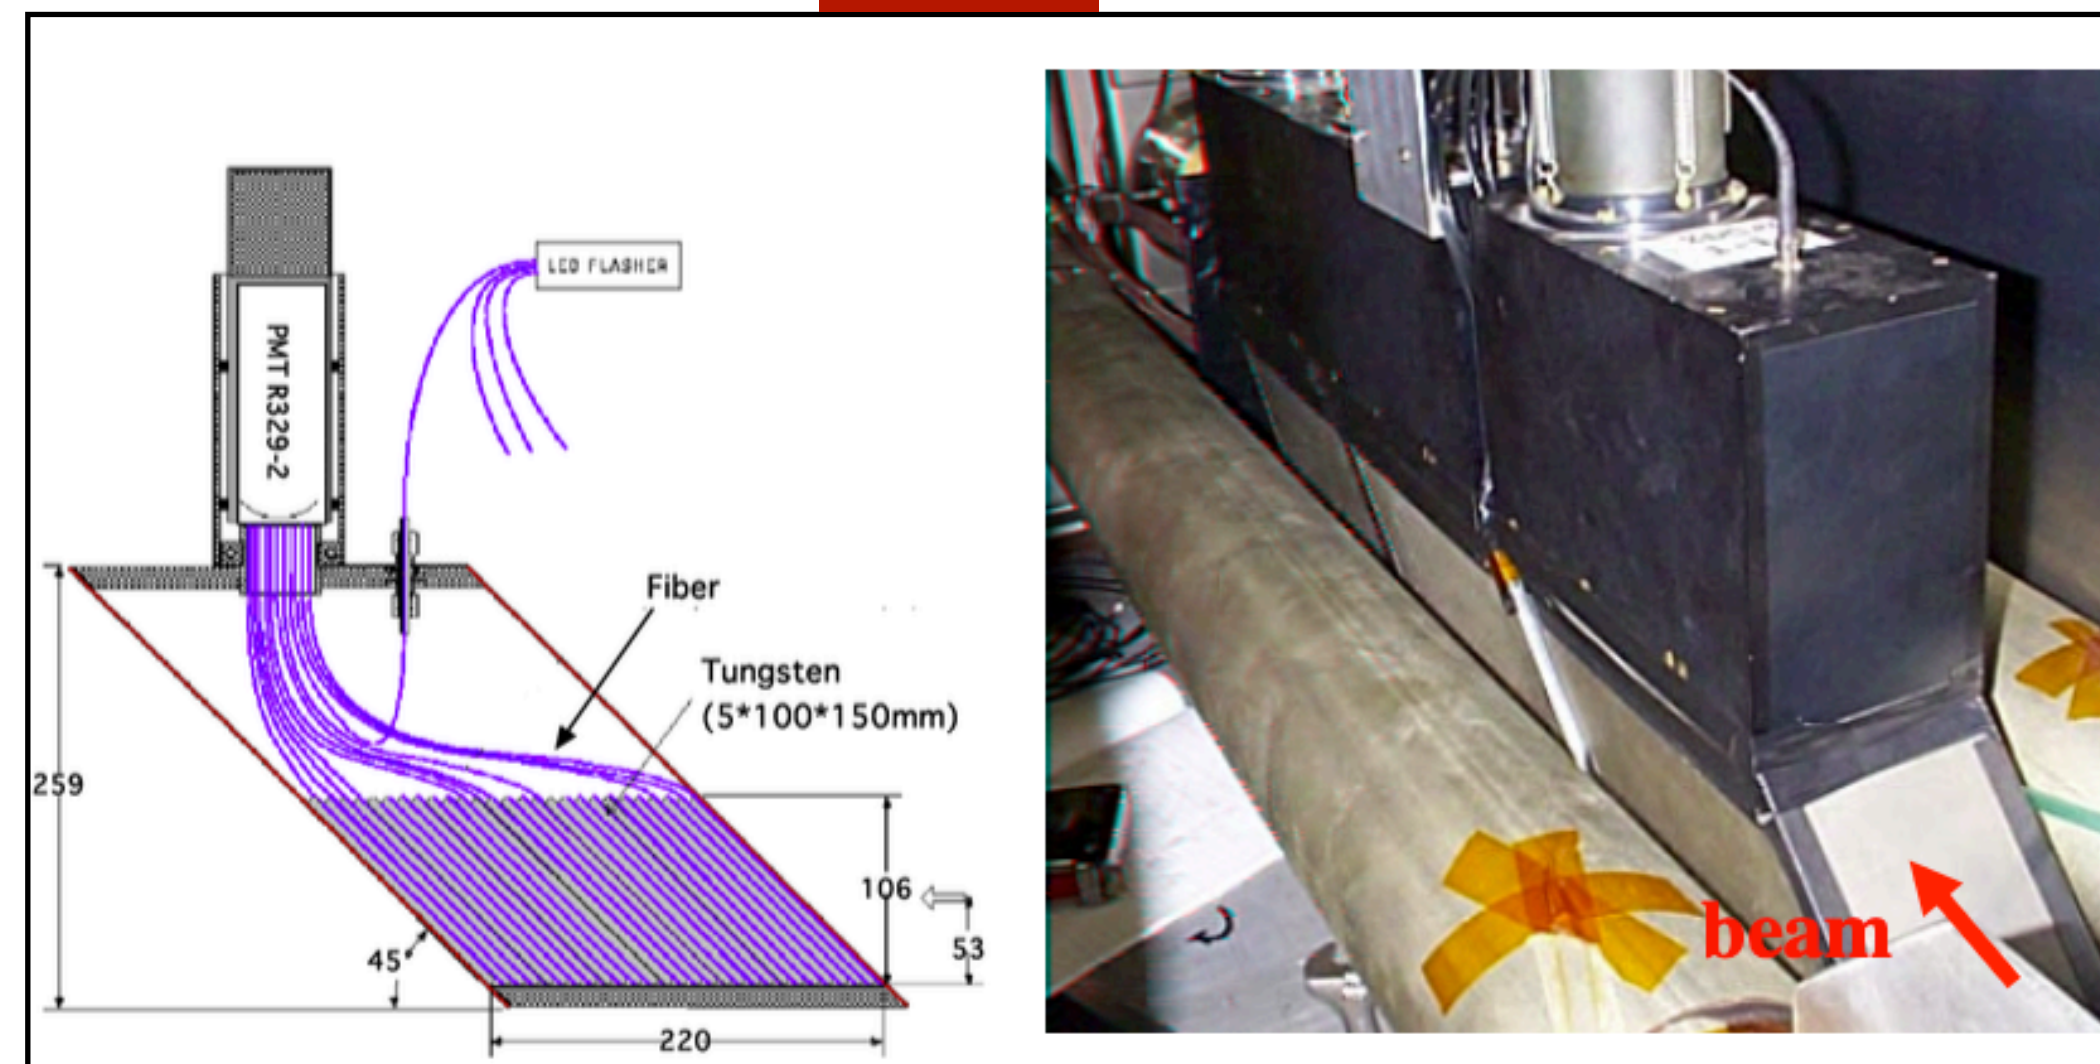 LED FLASHER
PMT R329-2
Fiber
Tungsten
(5*100*150mm)
259
106
53
45°
220
beam